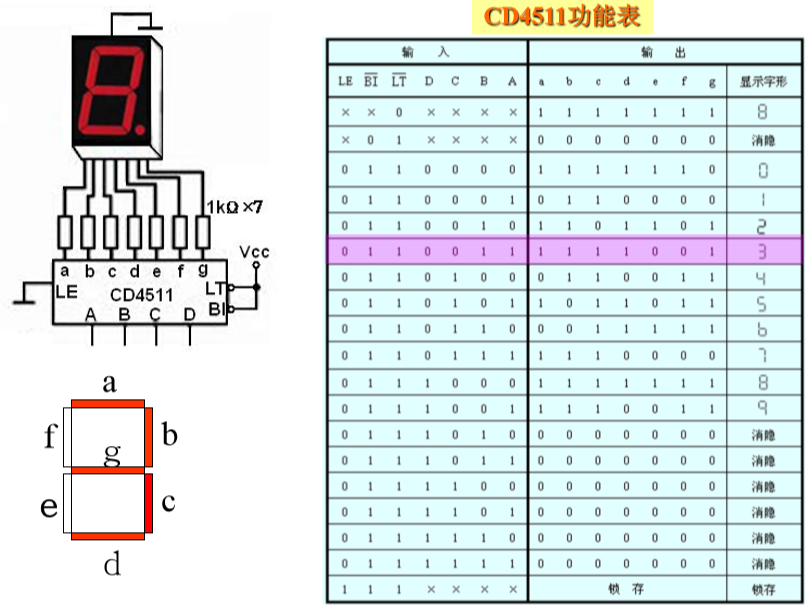 CD4511功能表
1kΩ×7
Vcc
a b c d e f g
LE CD4511 LT
BI
A B C D
a
f g b
e c
d
输 入 输 出
LE BI LT D C B A a b c d e f g 显示字形
× × 0 × × × × 1 1 1 1 1 1 1 8
× 0 1 × × × × 0 0 0 0 0 0 0 消隐
0 1 1 0 0 0 0 1 1 1 1 1 1 0 0
0 1 1 0 0 0 1 0 1 1 0 0 0 0 1
0 1 1 0 0 1 0 1 1 0 1 1 0 1 2
0 1 1 0 0 1 1 1 1 1 1 0 0 1 3
0 1 1 0 1 0 0 0 1 1 0 0 1 1 4
0 1 1 0 1 0 1 1 0 1 1 0 1 1 5
0 1 1 0 1 1 0 0 0 1 1 1 1 1 6
0 1 1 0 1 1 1 1 1 1 0 0 0 0 7
0 1 1 1 0 0 0 1 1 1 1 1 1 1 8
0 1 1 1 0 0 1 1 1 1 0 0 1 1 9
0 1 1 1 0 1 0 0 0 0 0 0 0 0 消隐
0 1 1 1 0 1 1 0 0 0 0 0 0 0 消隐
0 1 1 1 1 0 0 0 0 0 0 0 0 0 消隐
0 1 1 1 1 0 1 0 0 0 0 0 0 0 消隐
0 1 1 1 1 1 0 0 0 0 0 0 0 0 消隐
0 1 1 1 1 1 1 0 0 0 0 0 0 0 消隐
1 1 1 × × × × 锁 存 锁存